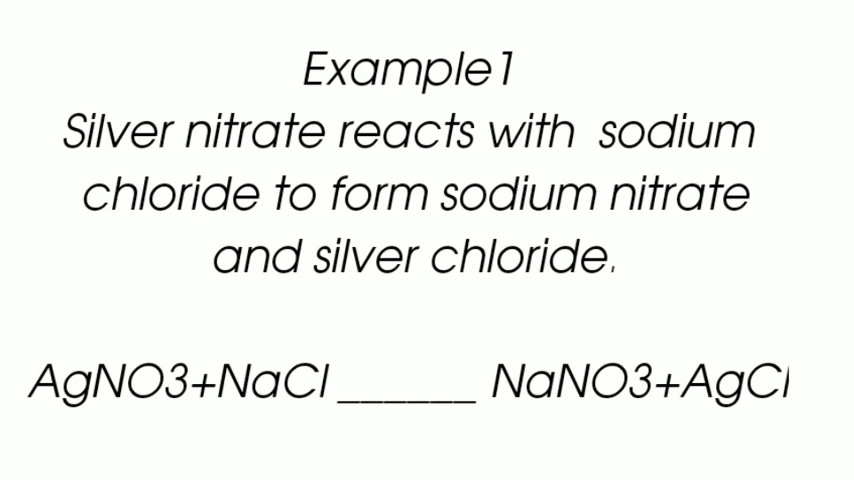 Example1
Silver nitrate reacts with sodium
chloride to form sodium nitrate
and silver chloride.
AgNO3+NaCl ______ NaNO3+AgCl